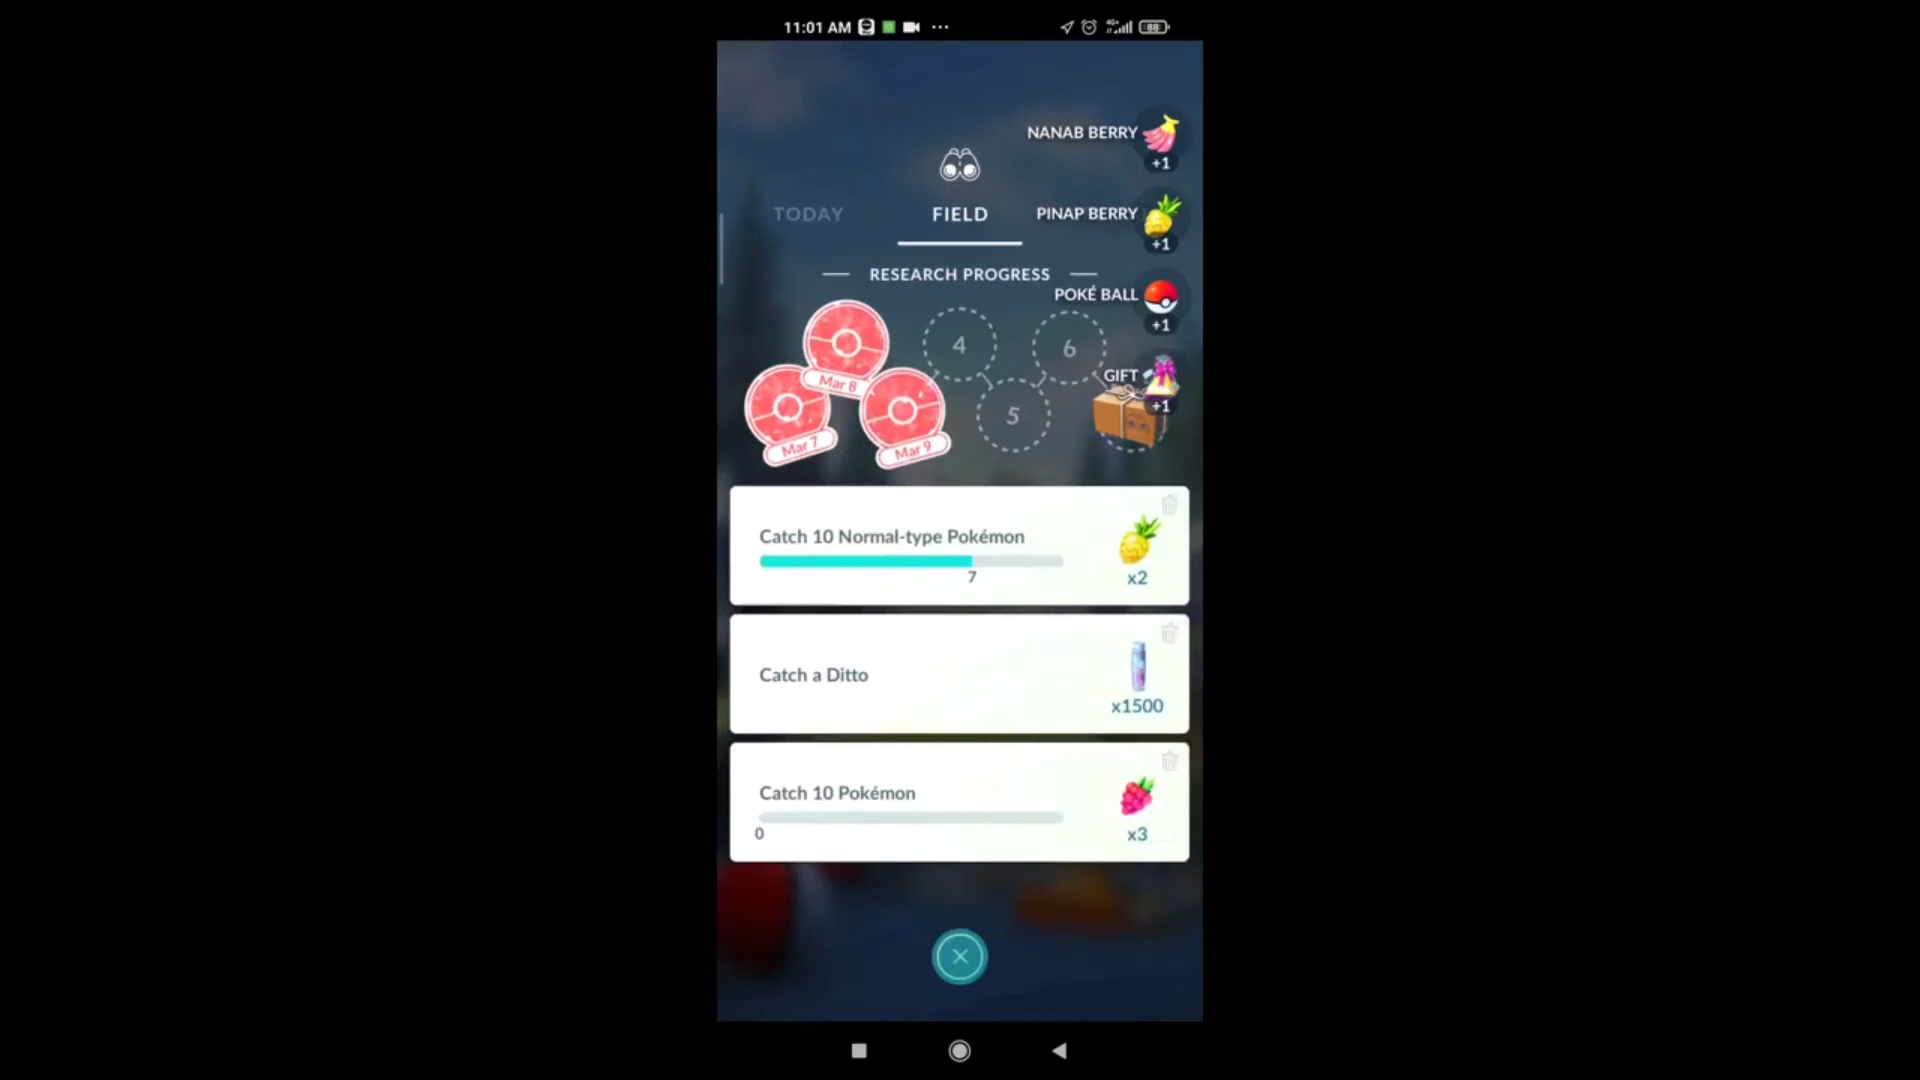 11:01 AM
4G+
88
NANAB BERRY
+1
TODAY
FIELD
PINAP BERRY
+1
RESEARCH PROGRESS
POKÉ BALL
+1
4
6
GIFT
+1
Mar 8
5
Mar 7
Mar 9
Catch 10 Normal-type Pokémon
7
x2
Catch a Ditto
x1500
Catch 10 Pokémon
0
x3